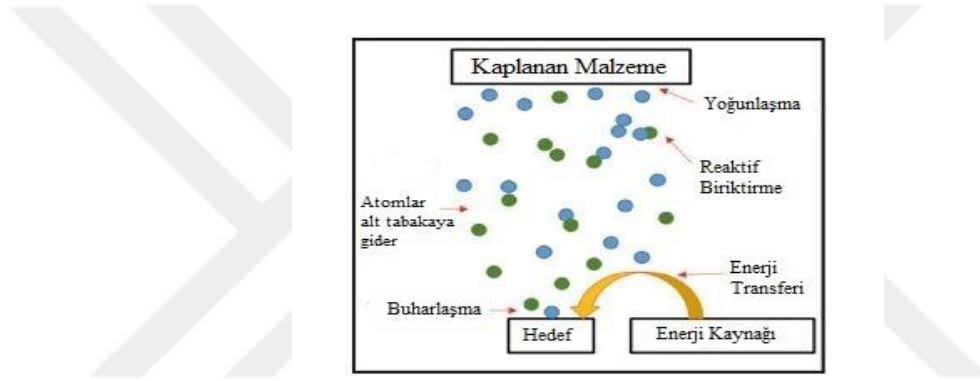 Kaplanan Malzeme
Yoğunlaşma
Reaktif
Biriktirme
Atomlar
alt tabakaya
gider
Enerji
Transferi
Buharlaşma
Hedef
Enerji Kaynağı